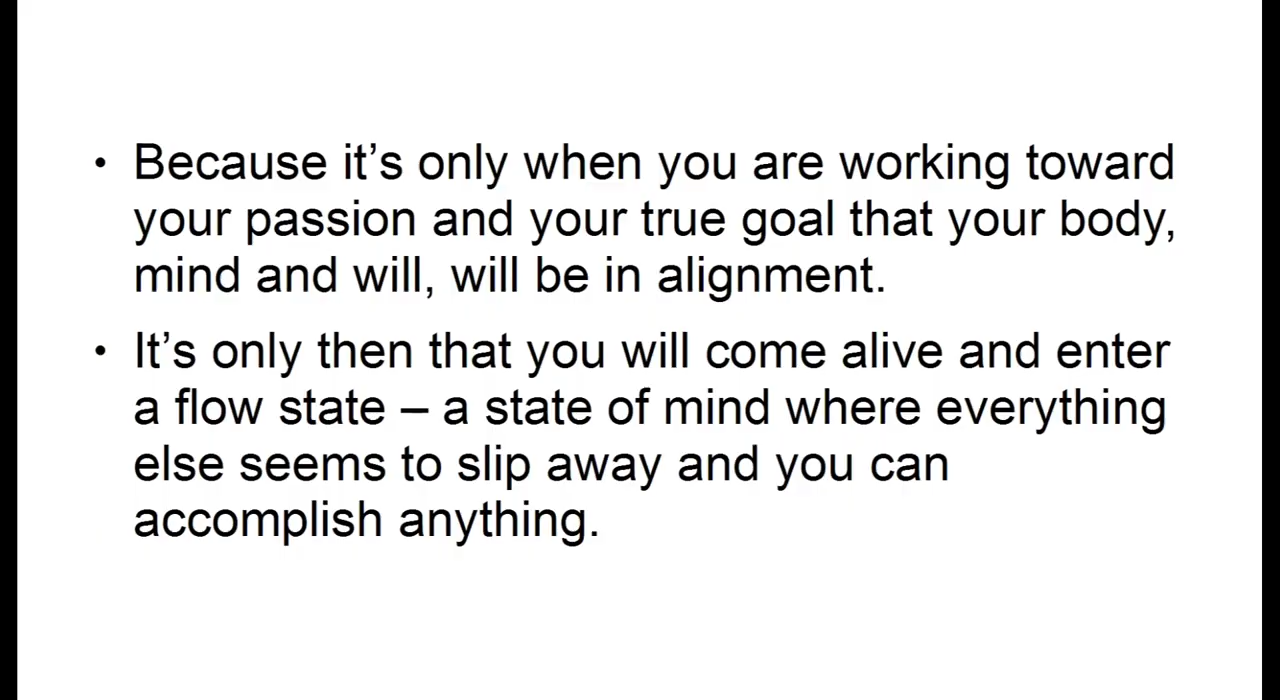 • Because it’s only when you are working toward
your passion and your true goal that your body,
mind and will, will be in alignment.
• It’s only then that you will come alive and enter
a flow state – a state of mind where everything
else seems to slip away and you can
accomplish anything.